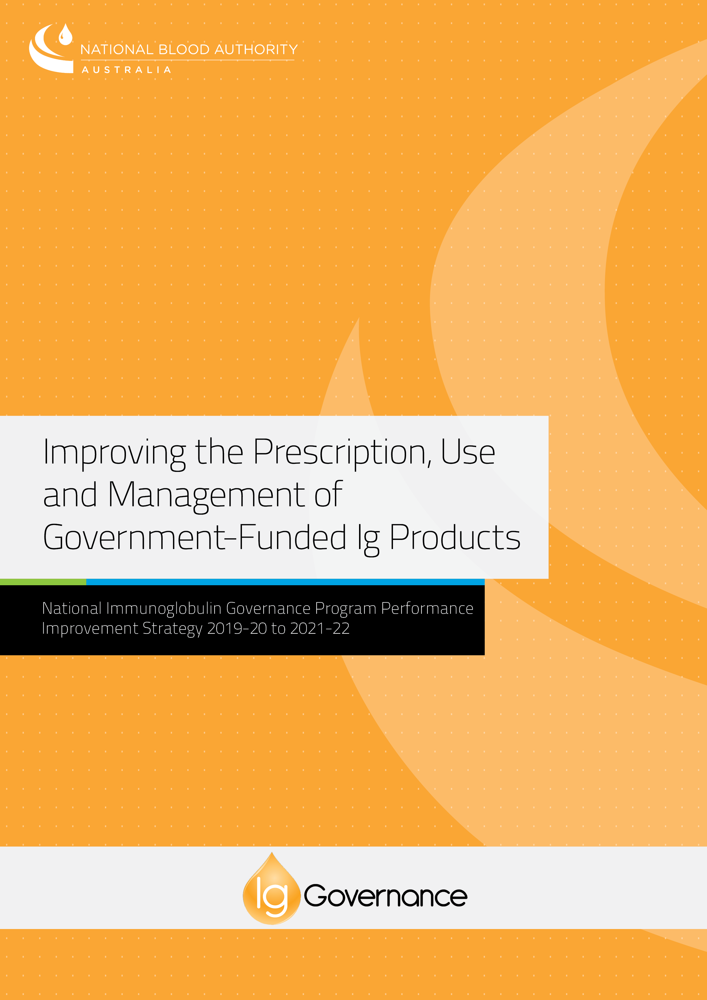 NATIONAL BLOOD AUTHORITY
AUSTRALIA
Improving the Prescription, Use
and Management of
Government-Funded Ig Products
National Immunoglobulin Governance Program Performance
Improvement Strategy 2019-20 to 2021-22
Ig Governance